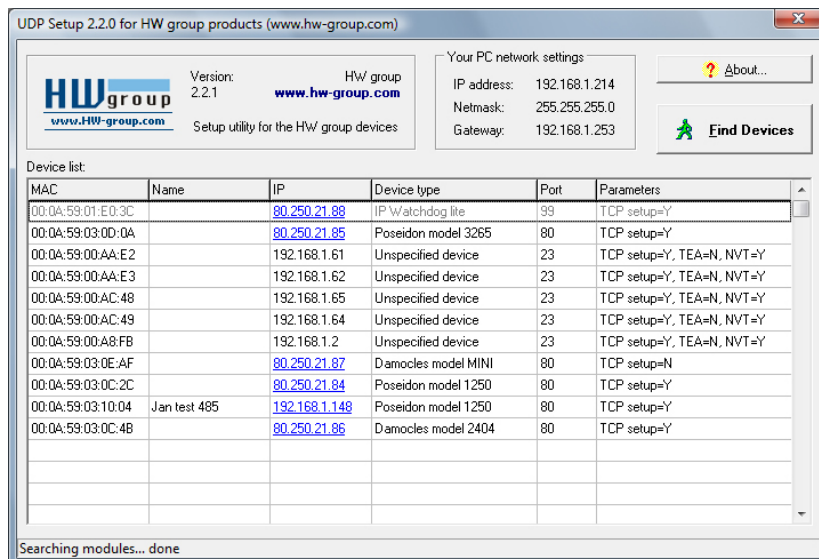 UDP Setup 2.2.0 for HW group products (www.hw-group.com)
HW group
www.HW-group.com
Version: HW group
2.2.1 www.hw-group.com
Setup utility for the HW group devices
Your PC network settings
IP address: 192.168.1.214
Netmask: 255.255.255.0
Gateway: 192.168.1.253
? About...
Find Devices
Device list:
MAC Name IP Device type Port Parameters
00:0A:59:01:E0:3C 80.250.21.88 IP Watchdog lite 99 TCP setup=Y
00:0A:59:03:0D:0A 80.250.21.85 Poseidon model 3265 80 TCP setup=Y
00:0A:59:00:AA:E2 192.168.1.61 Unspecified device 23 TCP setup=Y, TEA=N, NVT=Y
00:0A:59:00:AA:E3 192.168.1.62 Unspecified device 23 TCP setup=Y, TEA=N, NVT=Y
00:0A:59:00:AC:48 192.168.1.65 Unspecified device 23 TCP setup=Y, TEA=N, NVT=Y
00:0A:59:00:AC:49 192.168.1.64 Unspecified device 23 TCP setup=Y, TEA=N, NVT=Y
00:0A:59:00:A8:FB 192.168.1.2 Unspecified device 23 TCP setup=Y, TEA=N, NVT=Y
00:0A:59:03:0E:AF 80.250.21.87 Damocles model MINI 80 TCP setup=N
00:0A:59:03:0C:2C 80.250.21.84 Poseidon model 1250 80 TCP setup=Y
00:0A:59:03:10:04 Jan test 485 192.168.1.148 Poseidon model 1250 80 TCP setup=Y
00:0A:59:03:0C:4B 80.250.21.86 Damocles model 2404 80 TCP setup=Y
Searching modules... done